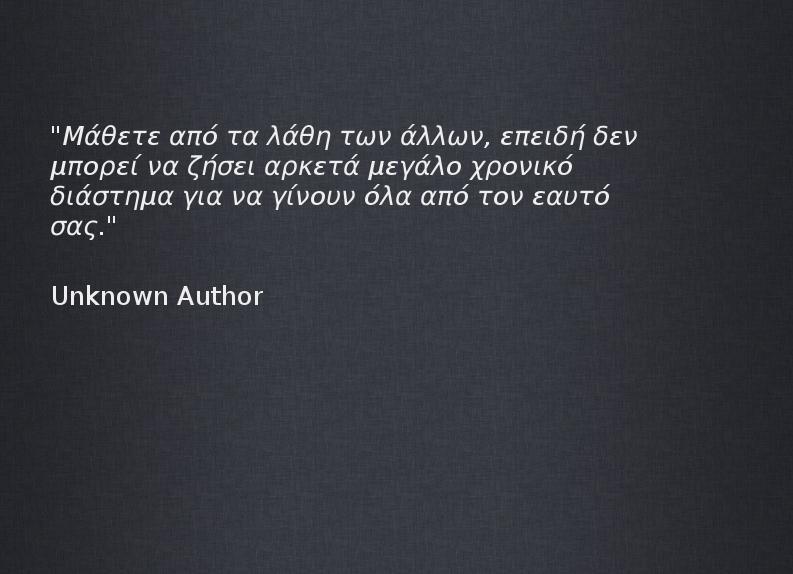 "Μάθετε από τα λάθη των άλλων, επειδή δεν
μπορεί να ζήσει αρκετά μεγάλο χρονικό
διάστημα για να γίνουν όλα από τον εαυτό
σας."
Unknown Author